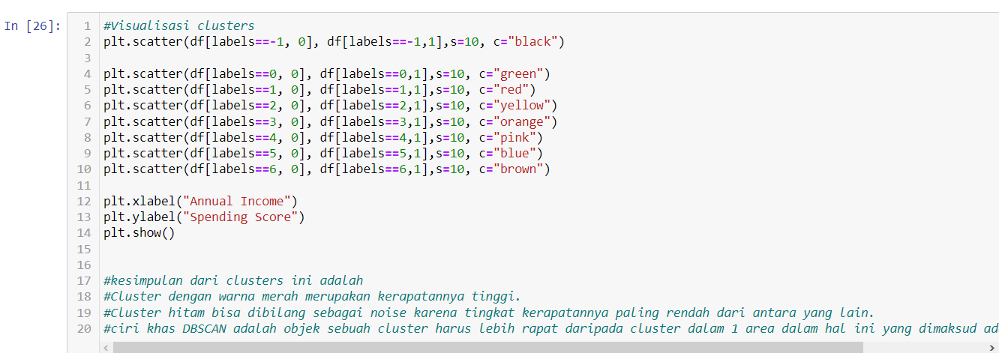 In [26]:
1 #Visualisasi clusters
2 plt.scatter(df[labels==-1, 0], df[labels==-1,1],s=10, c="black")
3
4 plt.scatter(df[labels==0, 0], df[labels==0,1],s=10, c="green")
5 plt.scatter(df[labels==1, 0], df[labels==1,1],s=10, c="red")
6 plt.scatter(df[labels==2, 0], df[labels==2,1],s=10, c="yellow")
7 plt.scatter(df[labels==3, 0], df[labels==3,1],s=10, c="orange")
8 plt.scatter(df[labels==4, 0], df[labels==4,1],s=10, c="pink")
9 plt.scatter(df[labels==5, 0], df[labels==5,1],s=10, c="blue")
10 plt.scatter(df[labels==6, 0], df[labels==6,1],s=10, c="brown")
11
12 plt.xlabel("Annual Income")
13 plt.ylabel("Spending Score")
14 plt.show()
15
16
17 #kesimpulan dari clusters ini adalah
18 #Cluster dengan warna merah merupakan kerapatannya tinggi.
19 #Cluster hitam bisa dibilang sebagai noise karena tingkat kerapatannya paling rendah dari antara yang lain.
20 #ciri khas DBSCAN adalah objek sebuah cluster harus lebih rapat daripada cluster dalam 1 area dalam hal ini yang dimaksud